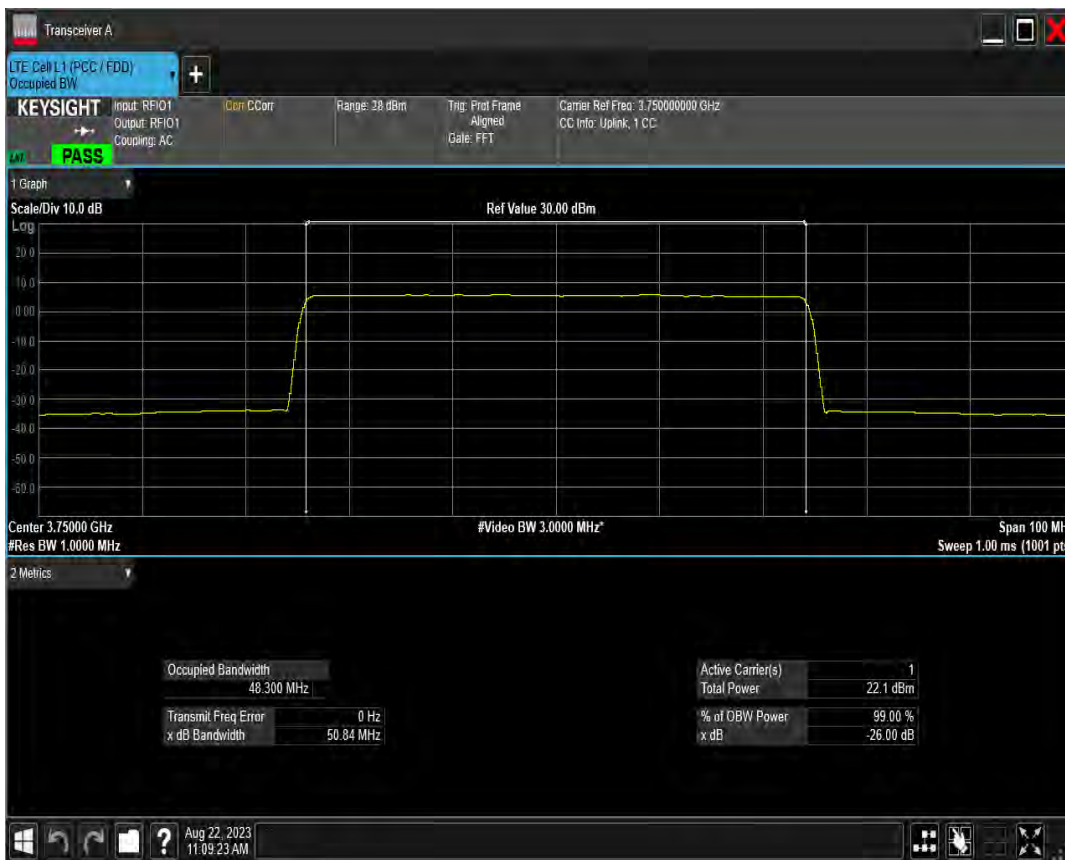 Transceiver A
LTE Cell L1 (PCC / FDD)
Occupied BW
+
KEYSIGHT
PASS
Input: RFIO1
Output: RFIO1
Coupling: AC
Corr CCorr
Range: 28 dBm
Trig: Prot Frame
Aligned
Gate: FFT
Carrier Ref Freq: 3.750000000 GHz
CC Info: Uplink, 1 CC
1 Graph
Scale/Div 10.0 dB
Ref Value 30.00 dBm
Log
20.0
10.0
0.00
-10.0
-20.0
-30.0
-40.0
-50.0
-60.0
Center 3.75000 GHz
#Video BW 3.0000 MHz*
Span 100 MH
#Res BW 1.0000 MHz
Sweep 1.00 ms (1001 pts
2 Metrics
Occupied Bandwidth
48.300 MHz
Transmit Freq Error 0 Hz
x dB Bandwidth 50.84 MHz
Active Carrier(s) 1
Total Power 22.1 dBm
% of OBW Power 99.00 %
x dB -26.00 dB
?
Aug 22, 2023
11:09:23 AM